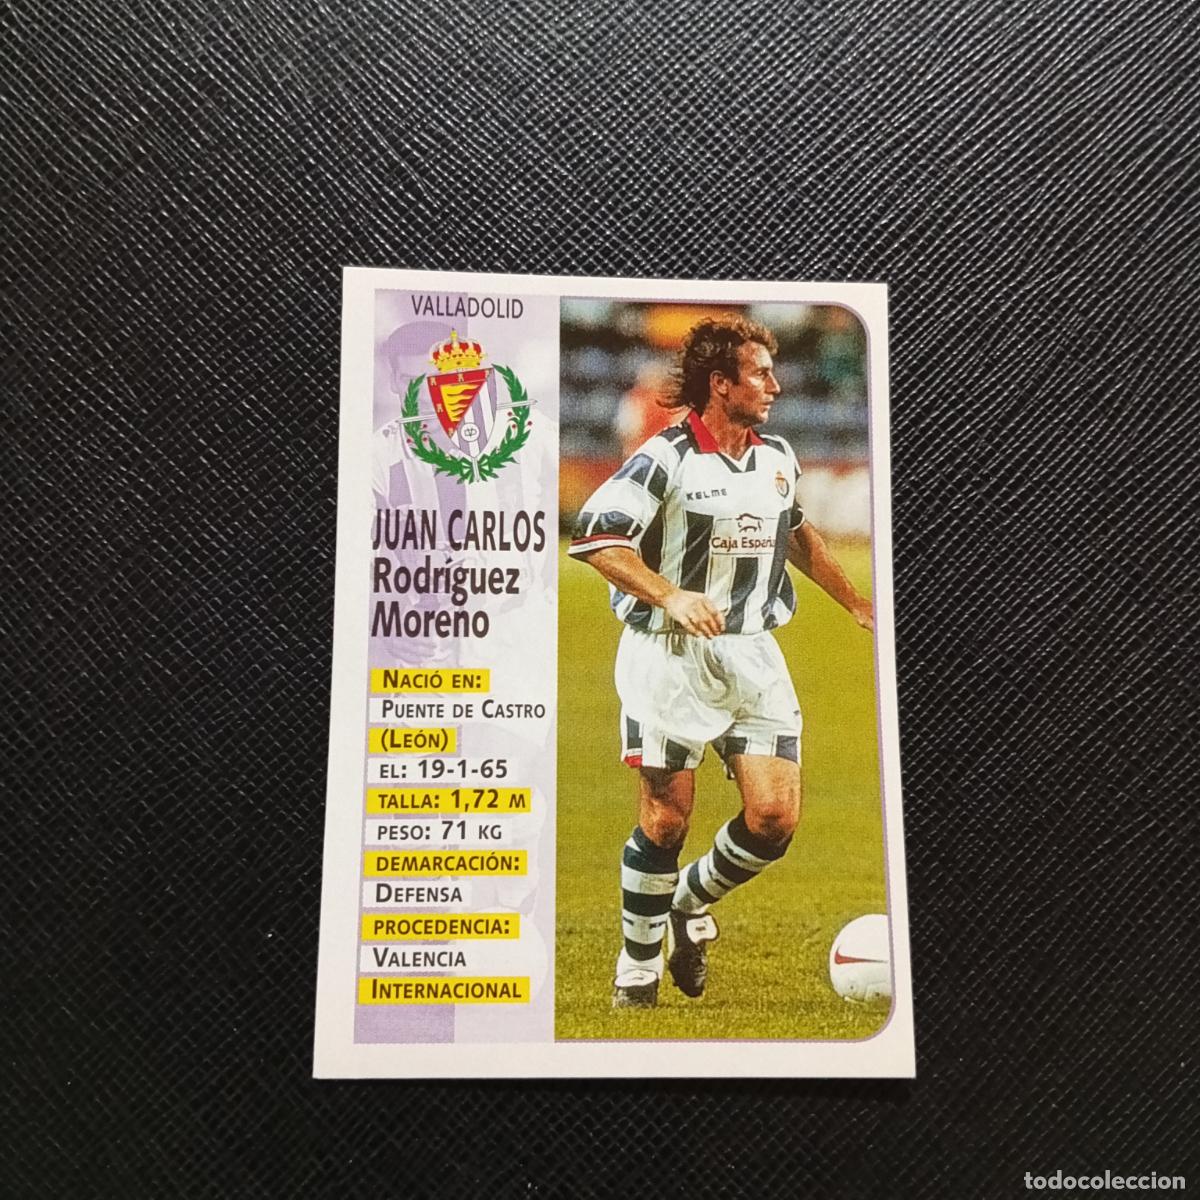 VALLADOLID
JUAN CARLOS
Rodríguez
Moreno
NACIÓ EN:
PUENTE DE CASTRO
(LEÓN)
EL: 19-1-65
TALLA: 1,72 M
PESO: 71 KG
DEMARCACIÓN:
DEFENSA
PROCEDENCIA:
VALENCIA
INTERNACIONAL
KELME
Caja España
todocoleccion